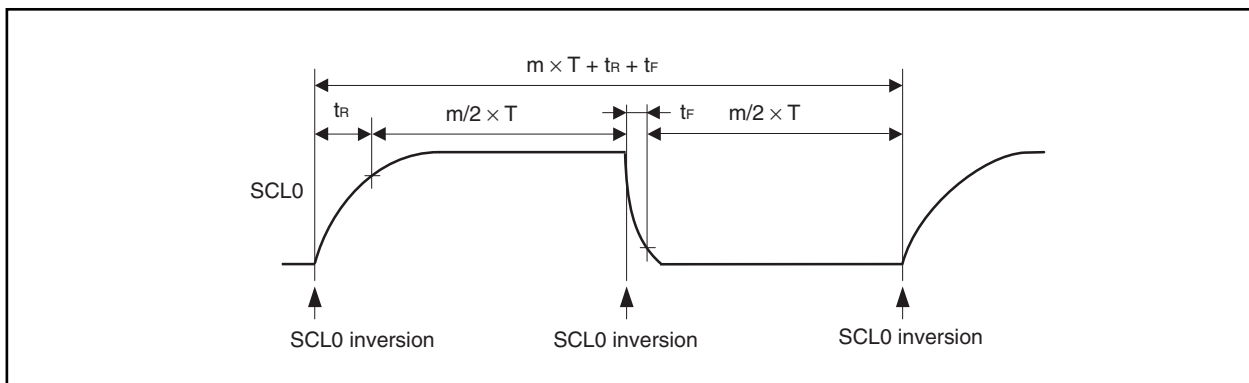 m × T + tR + tF
tR
m/2 × T
tF
m/2 × T
SCL0
SCL0 inversion
SCL0 inversion
SCL0 inversion